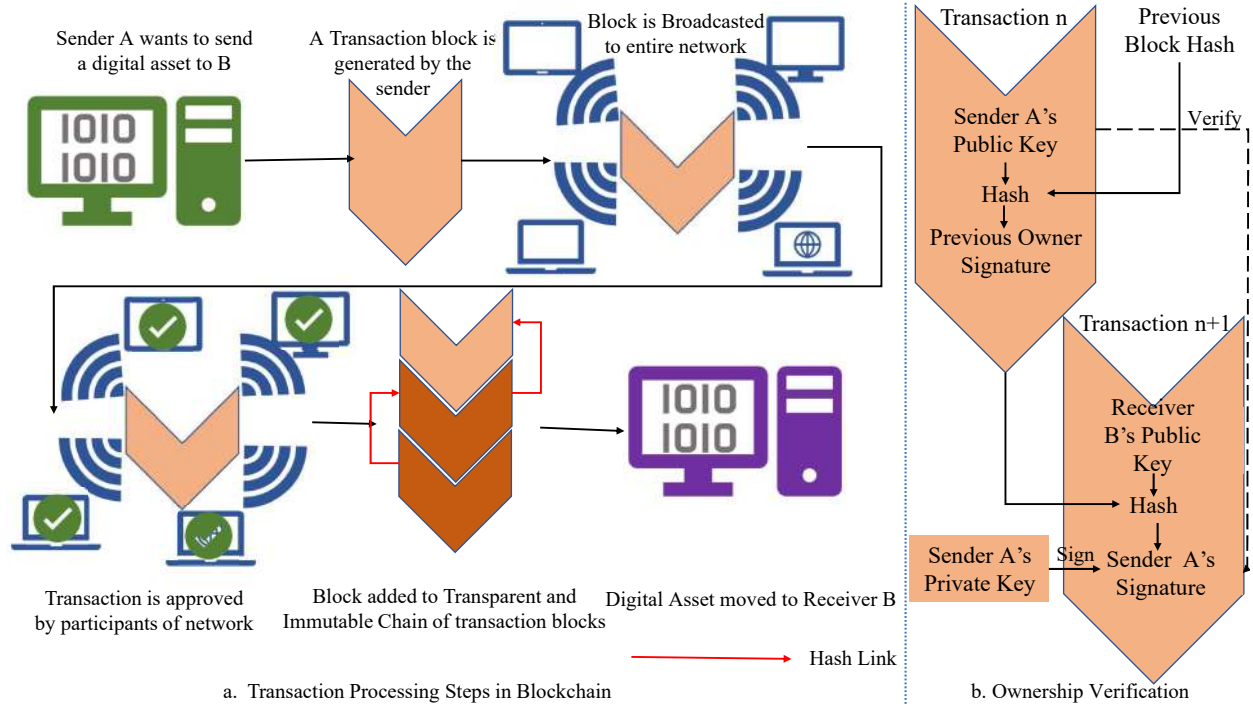 Sender A wants to send
a digital asset to B
1010
1010
A Transaction block is
generated by the
sender
Block is Broadcasted
to entire network
1010
1010
Transaction is approved
by participants of network
Block added to Transparent and
Immutable Chain of transaction blocks
Digital Asset moved to Receiver B
Hash Link
a. Transaction Processing Steps in Blockchain
Transaction n
Previous
Block Hash
Verify
Sender A's
Public Key
Hash
Previous Owner
Signature
Transaction n+1
Receiver
B's Public
Key
Hash
Sender A's
Private Key
Sign
Sender A's
Signature
b. Ownership Verification